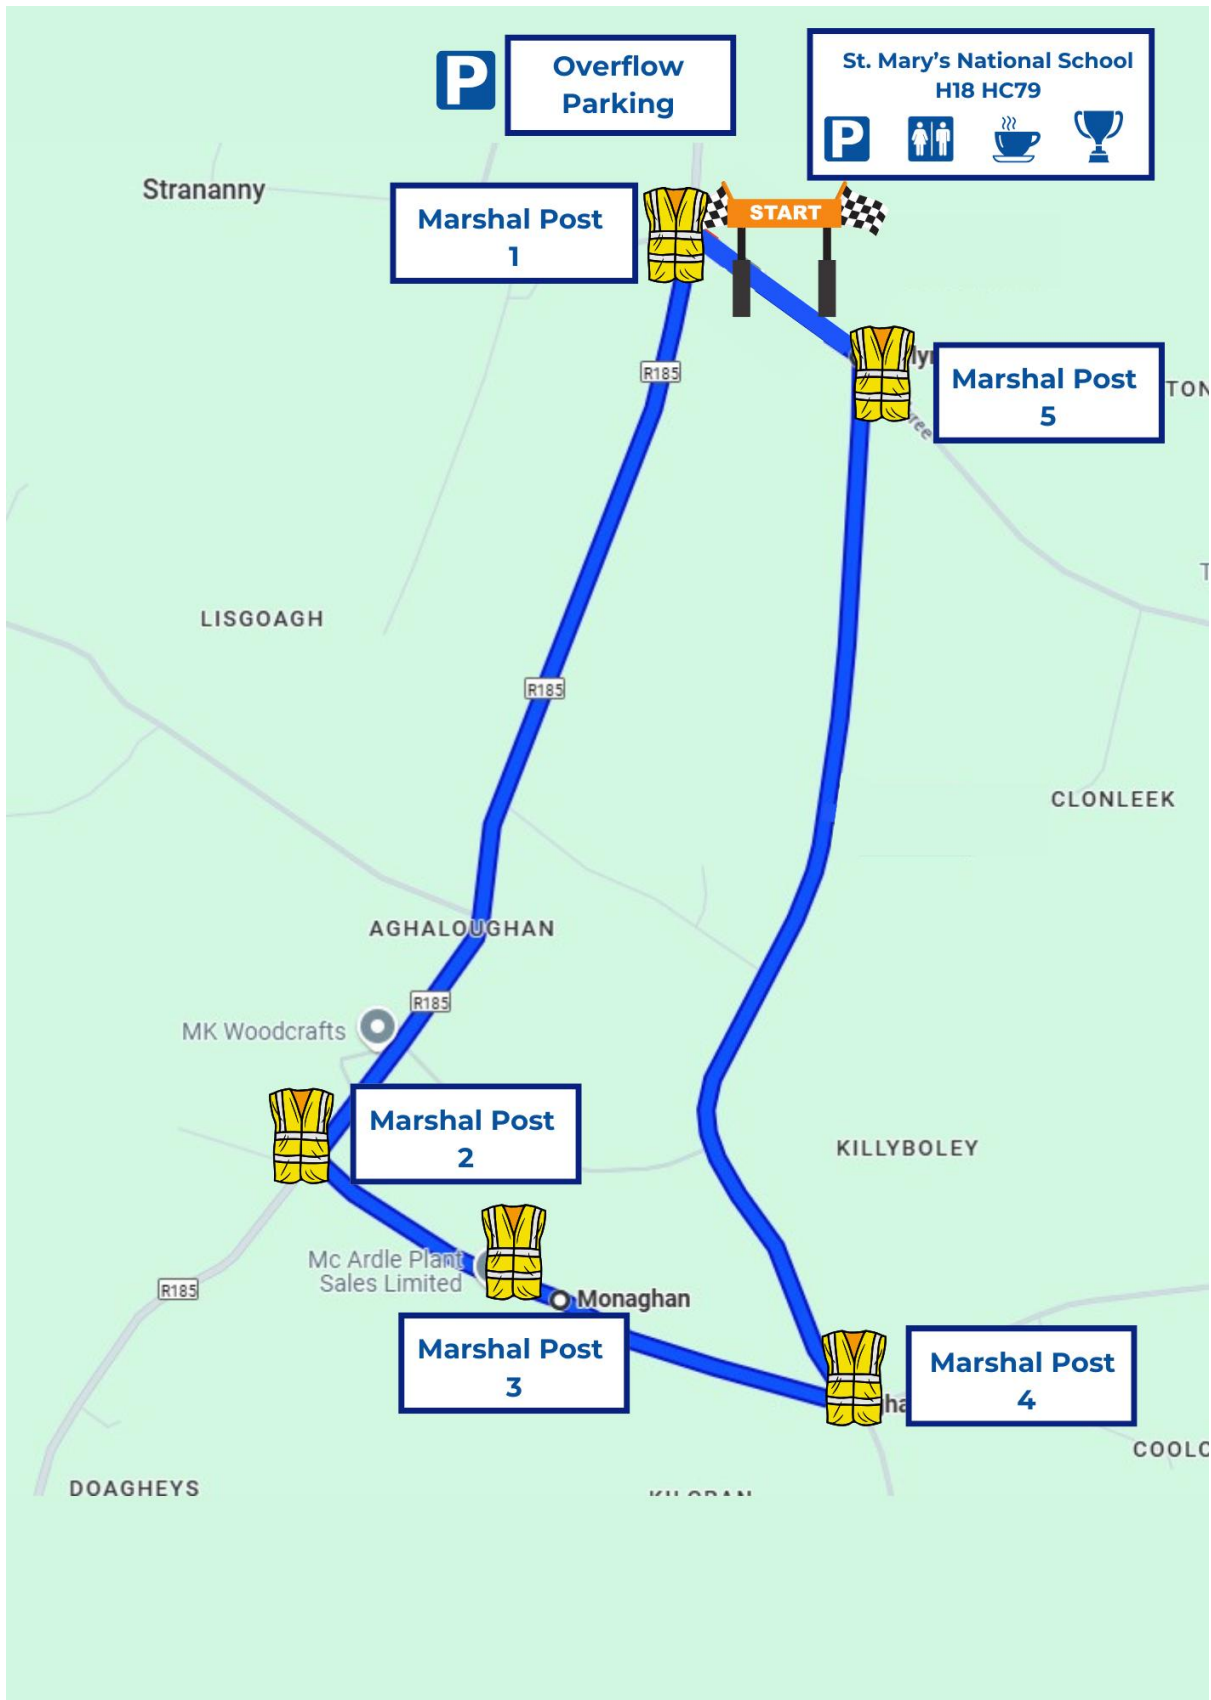 Overflow
Parking
St. Mary's National School
H18 HC79
P
P
Strananny
Marshal Post
1
START
R185
Marshal Post
5
LISGOAGH
R185
CLONLEEK
AGHALOUGHAN
R185
MK Woodcrafts
Marshal Post
2
KILLYBOLEY
Mc Ardle Plant
Sales Limited
R185
Monaghan
Marshal Post
3
Marshal Post
4
DOAGHEYS